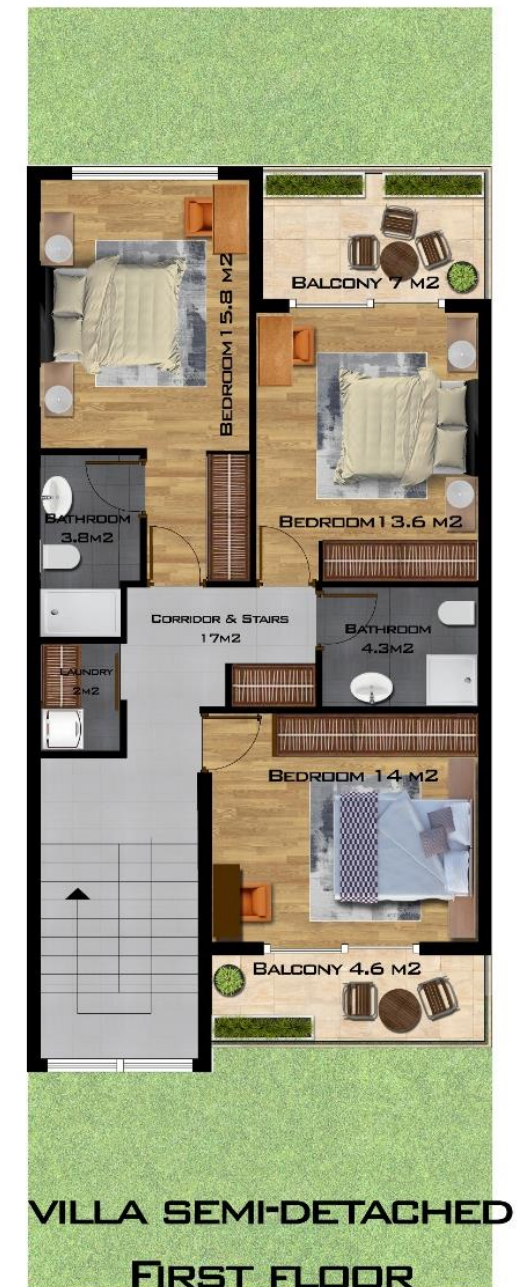 Balcony 7 m2
Bedroom 15.8 m2
Bedroom 13.6 m2
Bathroom
3.8m2
Corridor & Stairs
17m2
Bathroom
4.3m2
Laundry
2m2
Bedroom 14 m2
Balcony 4.6 m2
VILLA SEMI-DETACHED
First floor